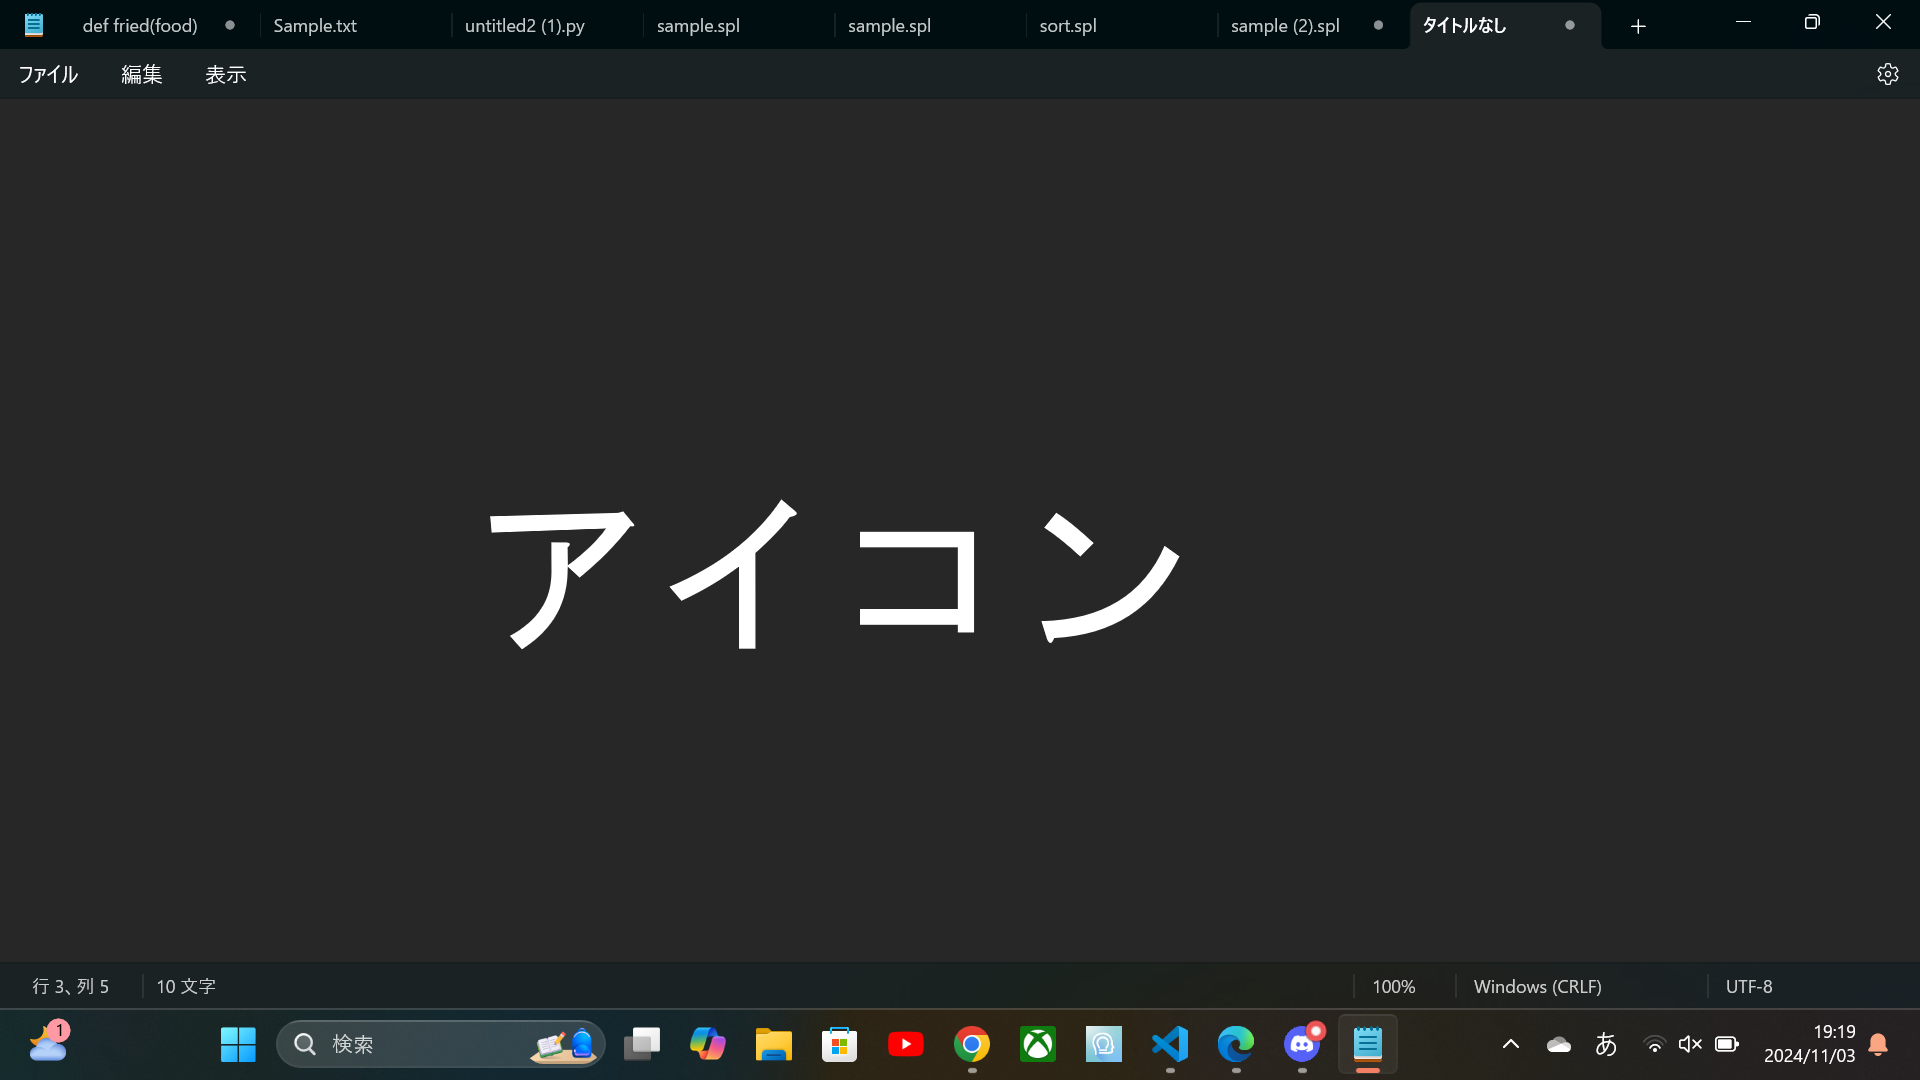 def fried(food)
Sample.txt
untitled2 (1).py
sample.spl
sample.spl
sort.spl
sample (2).spl
タイトルなし
ファイル
編集
表示
アイコン
行 3、列 5
10 文字
100%
Windows (CRLF)
UTF-8
1
検索
あ
19:19
2024/11/03